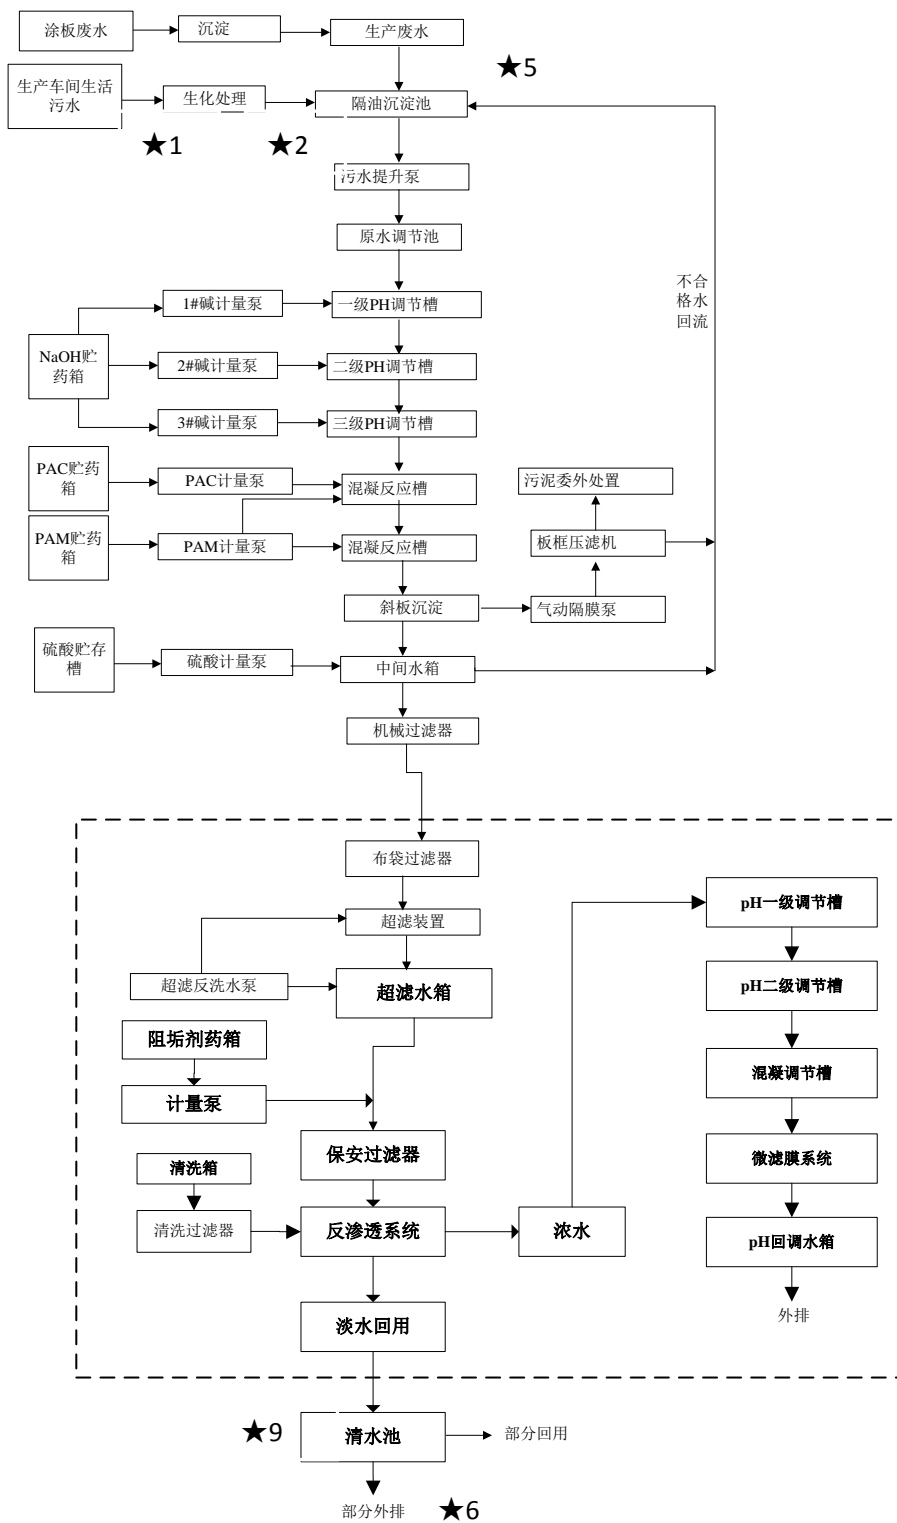 涂板废水
沉淀
生产废水
★5
生产车间生活
污水
生化处理
隔油沉淀池
★1
★2
污水提升泵
原水调节池
不合
格水
回流
1#碱计量泵
一级PH调节槽
NaOH贮
药箱
2#碱计量泵
二级PH调节槽
3#碱计量泵
三级PH调节槽
PAC贮药
箱
PAC计量泵
混凝反应槽
污泥委外处置
PAM贮药
箱
PAM计量泵
混凝反应槽
板框压滤机
斜板沉淀
气动隔膜泵
硫酸贮存
槽
硫酸计量泵
中间水箱
机械过滤器
布袋过滤器
pH一级调节槽
超滤装置
超滤反洗水泵
超滤水箱
pH二级调节槽
阻垢剂药箱
混凝调节槽
计量泵
保安过滤器
微滤膜系统
清洗箱
清洗过滤器
反渗透系统
浓水
pH回调水箱
淡水回用
外排
★9
清水池
部分回用
部分外排
★6